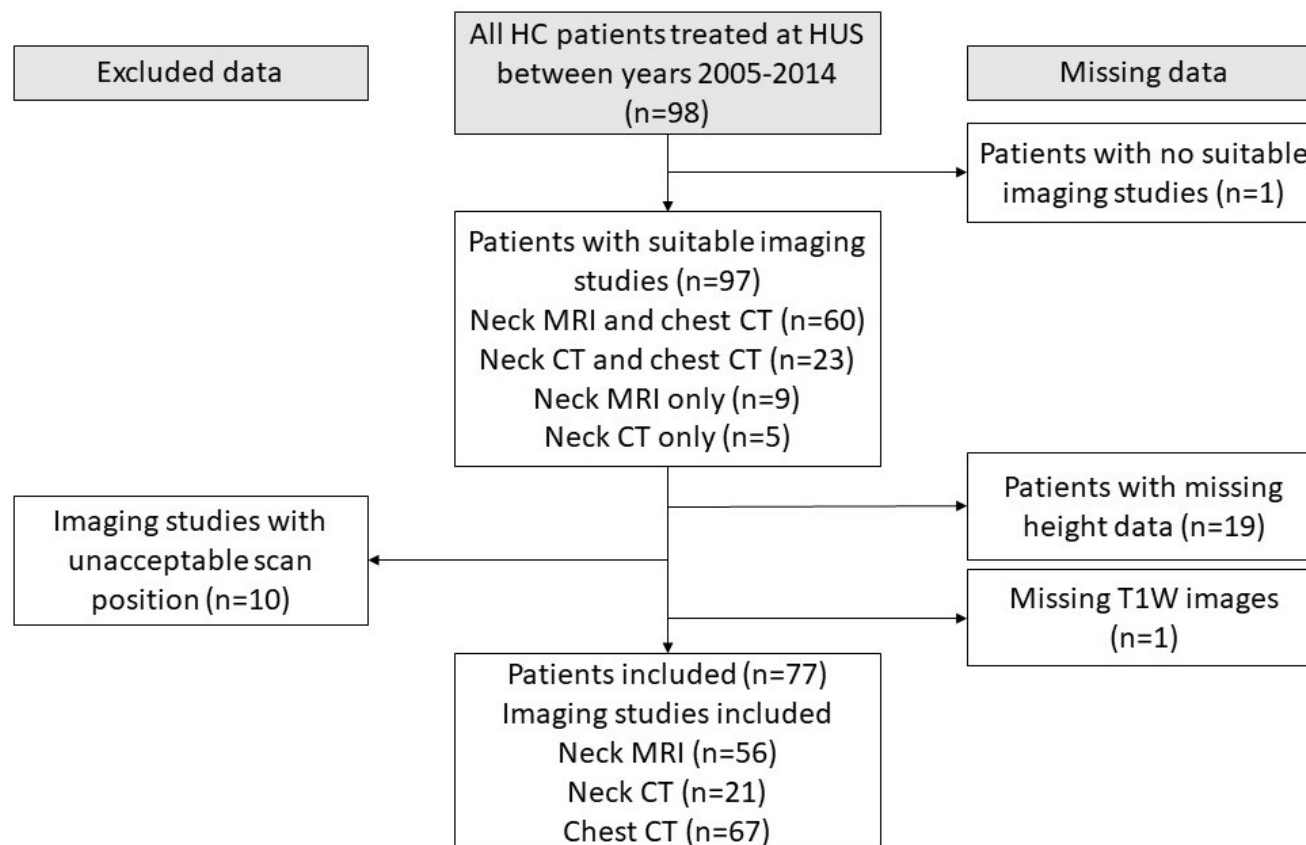 Excluded data
All HC patients treated at HUS
between years 2005-2014
(n=98)
Missing data
Patients with no suitable
imaging studies (n=1)
Patients with suitable imaging
studies (n=97)
Neck MRI and chest CT (n=60)
Neck CT and chest CT (n=23)
Neck MRI only (n=9)
Neck CT only (n=5)
Patients with missing
height data (n=19)
Imaging studies with
unacceptable scan
position (n=10)
Missing T1W images
(n=1)
Patients included (n=77)
Imaging studies included
Neck MRI (n=56)
Neck CT (n=21)
Chest CT (n=67)